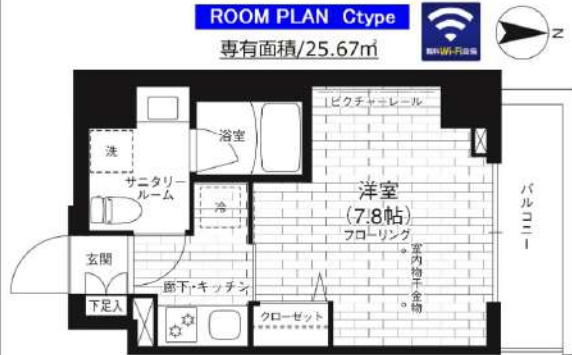 ROOM PLAN Ctype
専有面積/25.67㎡
無料Wi-Fi設備
N
ピクチャーレール
浴室
洗
サニタリー
ルーム
冷
洋室
(7.8帖)
フローリング
バルコニー
室内物干金物
玄関
廊下・キッチン
下足入
クローゼット